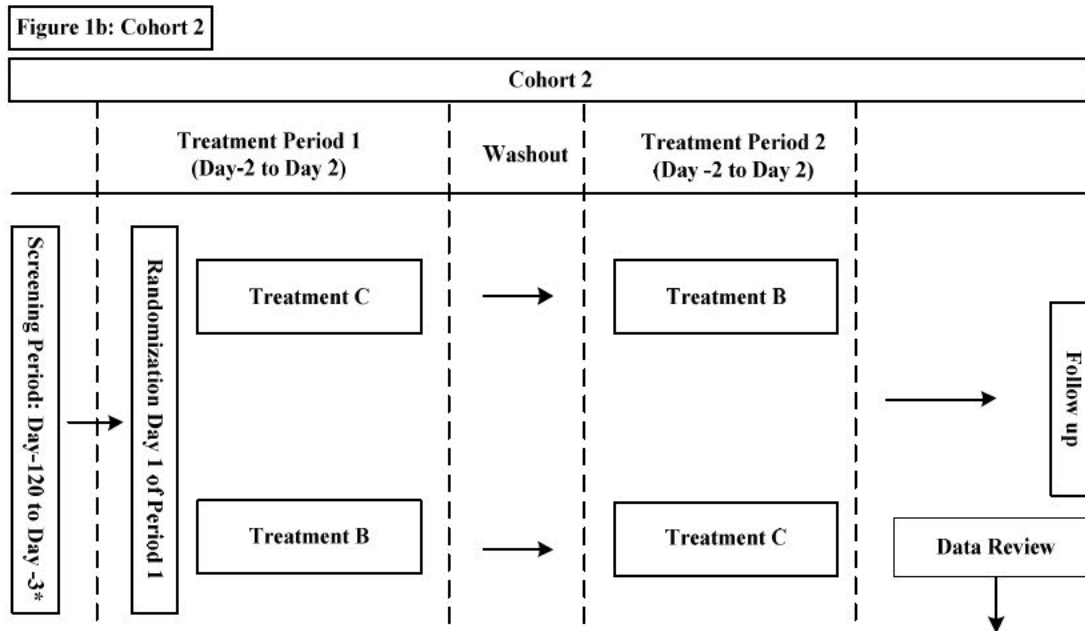 Figure 1b: Cohort 2
Cohort 2
Treatment Period 1
(Day-2 to Day 2)
Washout
Treatment Period 2
(Day -2 to Day 2)
Screening Period: Day-120 to Day -3*
Randomization Day 1 of Period 1
Treatment C
Treatment B
Treatment B
Treatment C
Follow up
Data Review